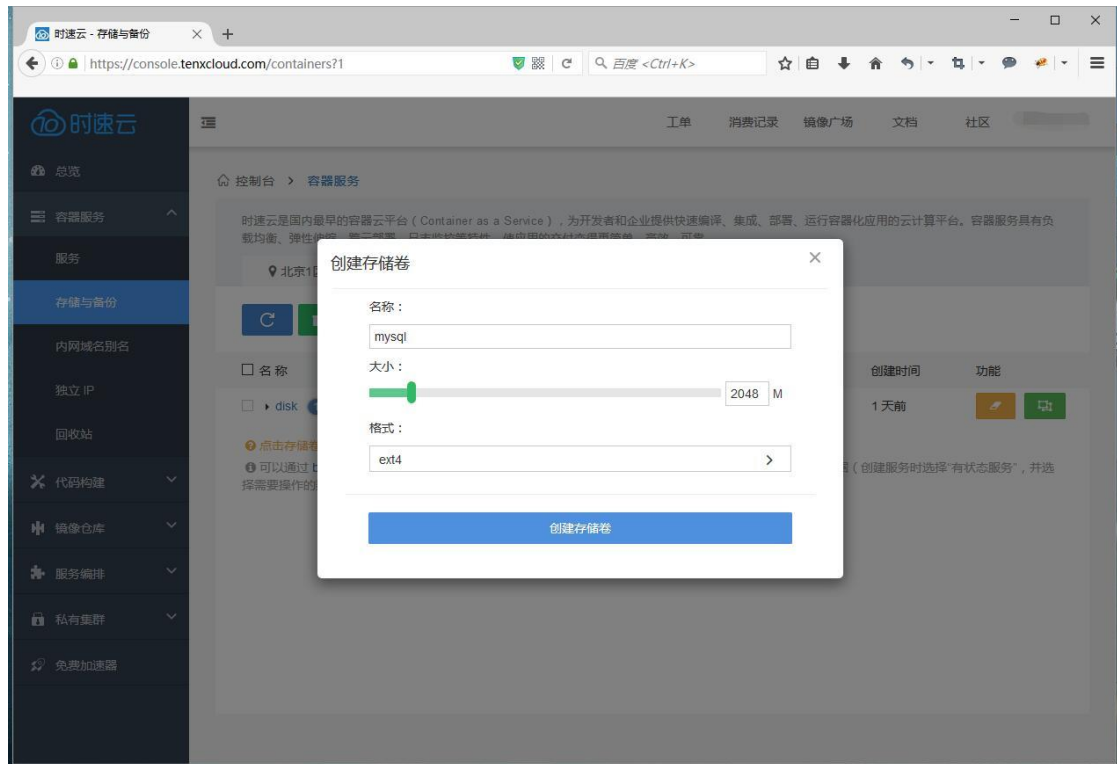 时速云 - 存储与备份
https://console.tenxcloud.com/containers?1
百度 <Ctrl+K>
时速云
工单 消费记录 镜像广场 文档 社区
总览
控制台 > 容器服务
容器服务
时速云是国内最早的容器云平台（Container as a Service），为开发者和企业提供快速编译、集成、部署、运行容器化应用的云计算平台。容器服务具有负
载均衡、弹性
服务
北京1
创建存储卷
名称：
存储与备份
mysql
内网域名别名
大小：
名称 创建时间 功能
2048 M
独立 IP
disk 1天前
格式：
回收站
点击存储卷
ext4
可以通过 （创建服务时选择"有状态服务"，并选
择需要操作的
代码构建
创建存储卷
镜像仓库
服务编排
私有集群
免费加速器